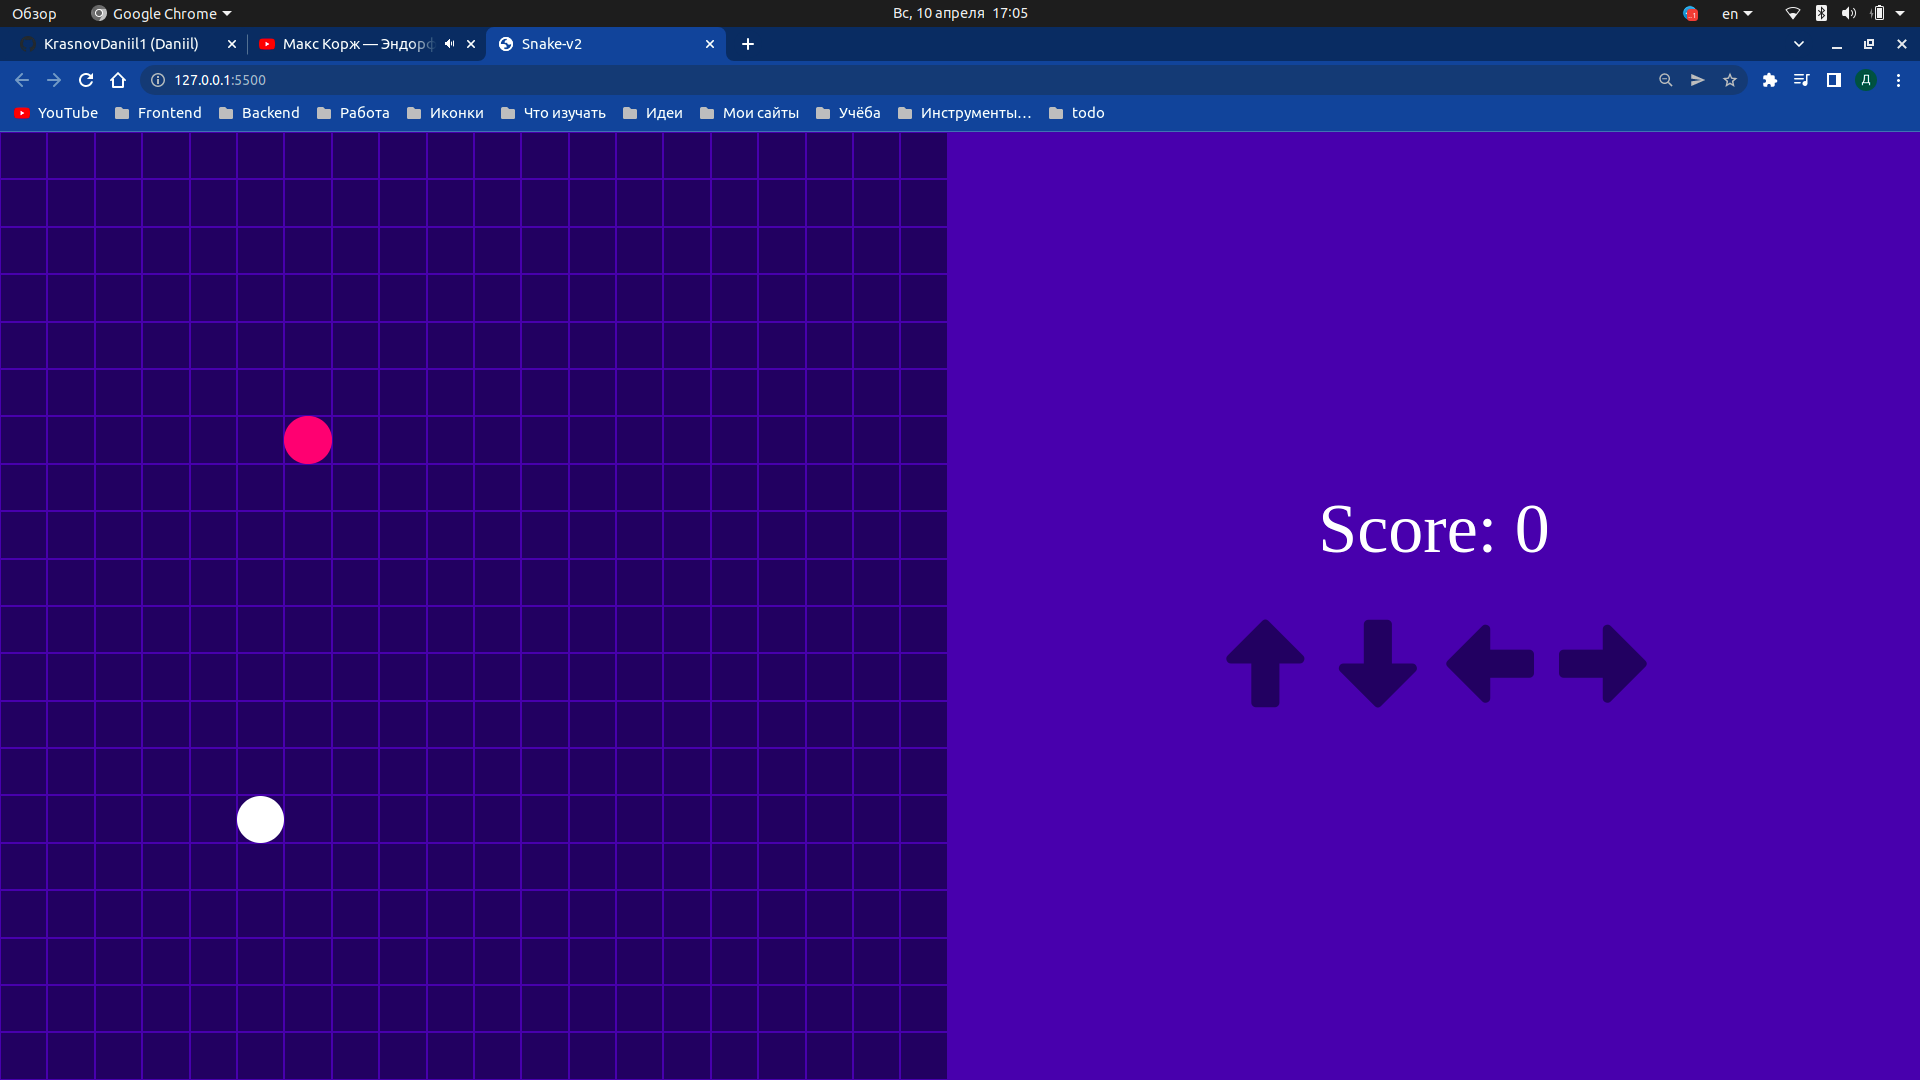 Обзор Google Chrome Вс, 10 апреля 17:05 en
KrasnovDaniil1 (Daniil) Макс Корж — Эндорф Snake-v2
127.0.0.1:5500 Д
YouTube Frontend Backend Работа Иконки Что изучать Идеи Мои сайты Учёба Инструменты… todo
Score: 0